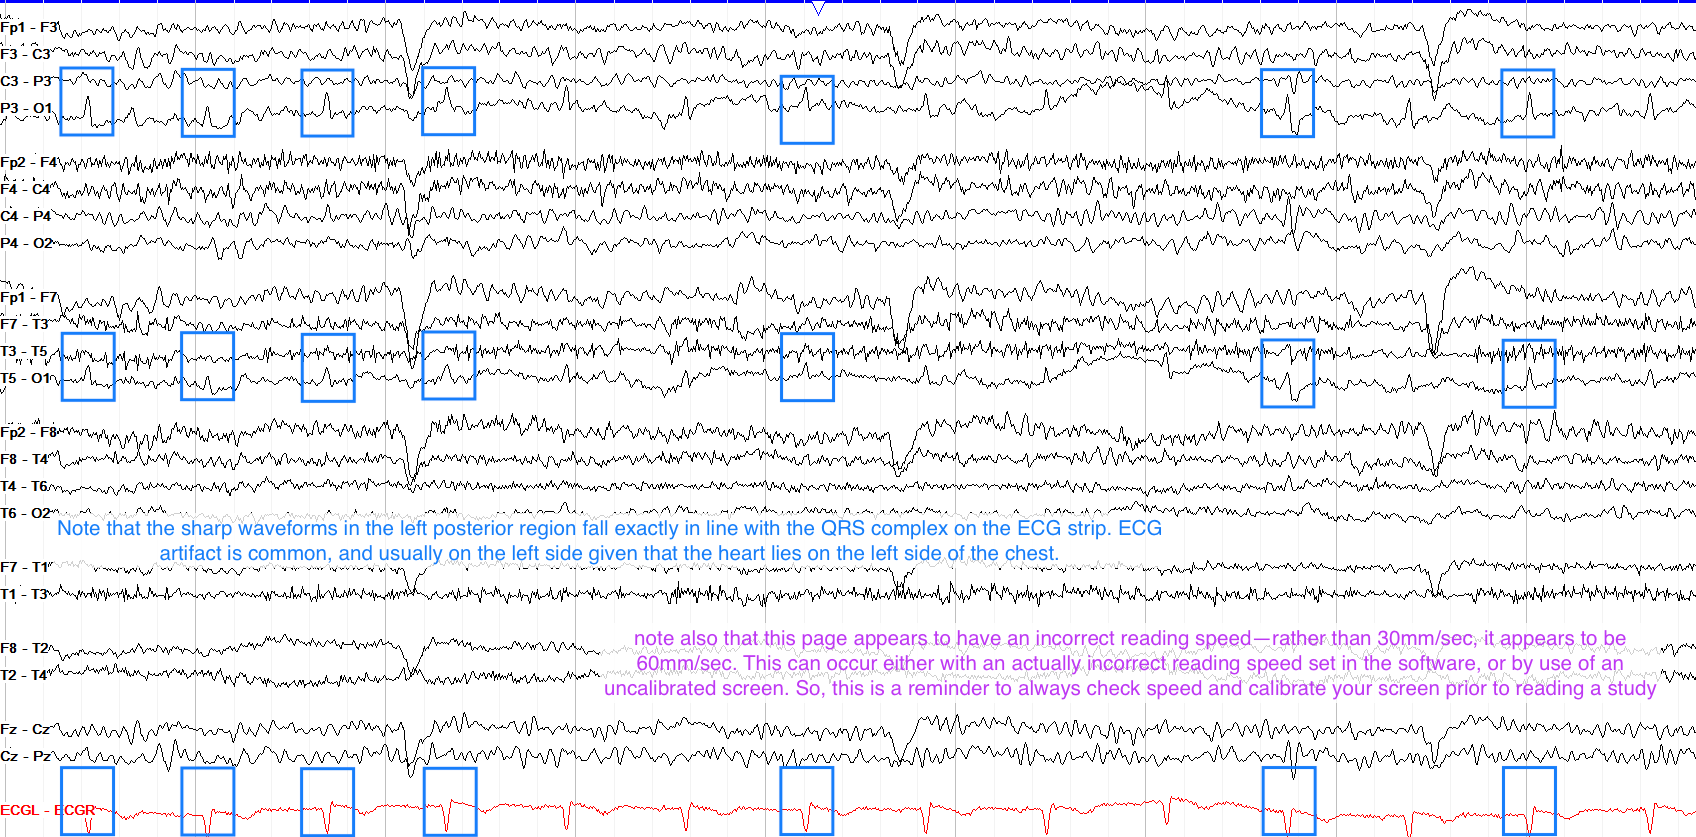 Fp1 - F3
F3 - C3
C3 - P3
P3 - O1
Fp2 - F4
F4 - C4
C4 - P4
P4 - O2
Fp1 - F7
F7 - T3
T3 - T5
T5 - O1
Fp2 - F8
F8 - T4
T4 - T6
T6 - O2
Note that the sharp waveforms in the left posterior region fall exactly in line with the QRS complex on the ECG strip. ECG
artifact is common, and usually on the left side given that the heart lies on the left side of the chest.
F7 - T1
T1 - T3
note also that this page appears to have an incorrect reading speed—rather than 30mm/sec, it appears to be
60mm/sec. This can occur either with an actually incorrect reading speed set in the software, or by use of an
uncalibrated screen. So, this is a reminder to always check speed and calibrate your screen prior to reading a study
F8 - T2
T2 - T4
Fz - Cz
Cz - Pz
ECGL - ECGR